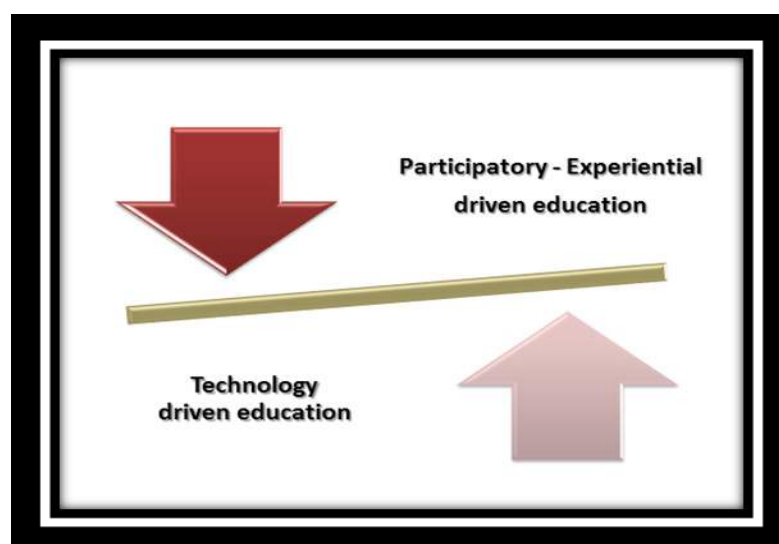 Participatory - Experiential
driven education
Technology
driven education